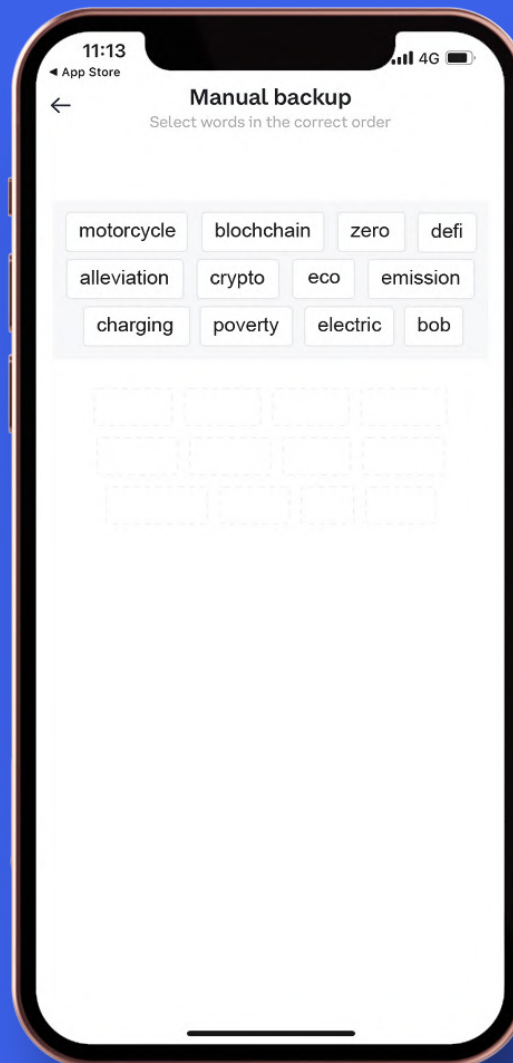 11:13
4G
App Store
Manual backup
Select words in the correct order
motorcycle blochchain zero defi
alleviation crypto eco emission
charging poverty electric bob